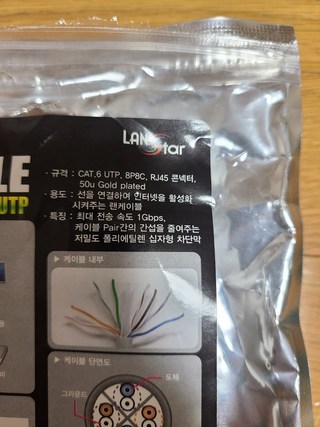 LANStar
LE
UTP
· 규격 : CAT.6 UTP, 8P8C, RJ45 콘넥터,
50u Gold plated
· 용도 : 선을 연결하여 인터넷을 활성화
시켜주는 랜케이블
· 특징 : 최대 전송 속도 1Gbps,
케이블 Pair간의 간섭을 줄여주는
저밀도 폴리에틸렌 십자형 차단막
▶ 케이블 내부
▶ 케이블 단면도
도체
그라운드